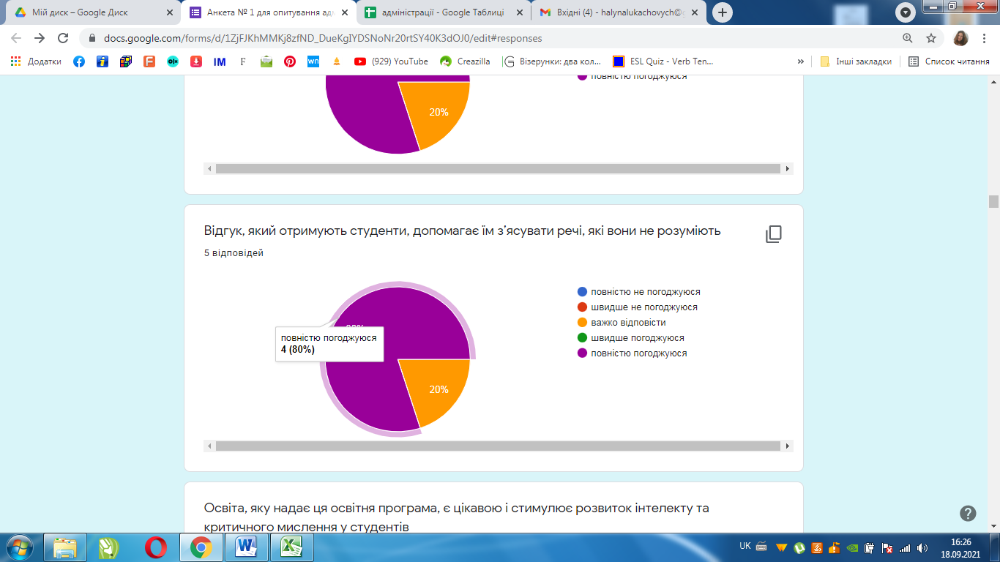 Мій диск – Google Диск
Анкета № 1 для опитування адм
адміністрації - Google Таблиці
Вхідні (4) - halynalukachovych@g
docs.google.com/forms/d/1ZjFJKhMMKj8zfND_DueKgIYDSNoNr20rtSY40K3dOJ0/edit#responses
Додатки
(929) YouTube
Creazilla
Візерунки: два кол...
ESL Quiz - Verb Ten...
Інші закладки
Список читання
повністю погоджуюся
20%
Відгук, який отримують студенти, допомагає їм з’ясувати речі, які вони не розуміють
5 відповідей
повністю не погоджуюся
швидше не погоджуюся
важко відповісти
швидше погоджуюся
повністю погоджуюся
повністю погоджуюся
4 (80%)
20%
Освіта, яку надає ця освітня програма, є цікавою і стимулює розвиток інтелекту та
критичного мислення у студентів
UK
16:26
18.09.2021